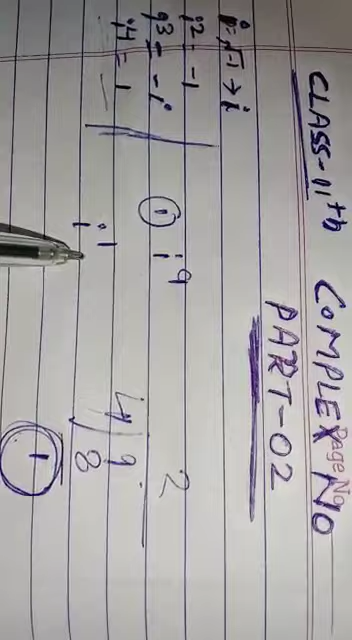 CLASS-11th COMPLEX NO
Page No
PART-02
i=√-1 → i
i2 = -1
i3 = -i
i4 = 1
① i9
i1
2
4) 9
8
1